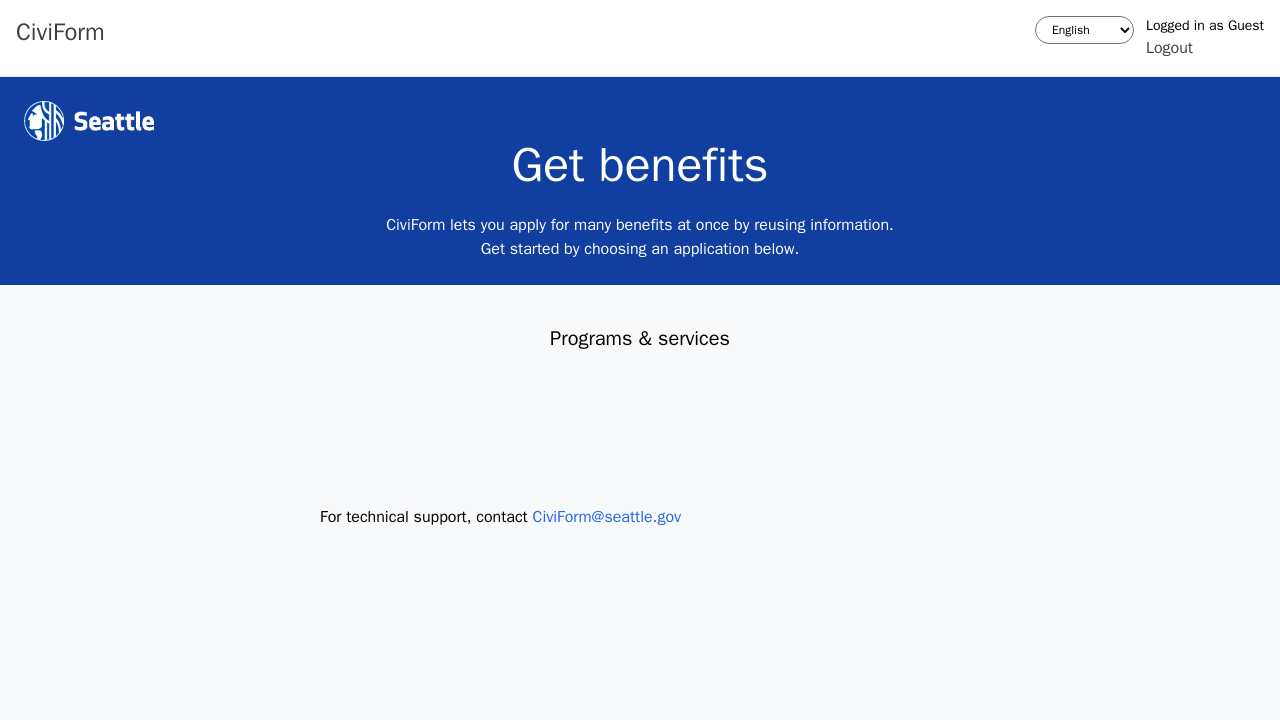 CiviForm
English
Logged in as Guest
Logout
Seattle
Get benefits
CiviForm lets you apply for many benefits at once by reusing information.
Get started by choosing an application below.
Programs & services
For technical support, contact CiviForm@seattle.gov